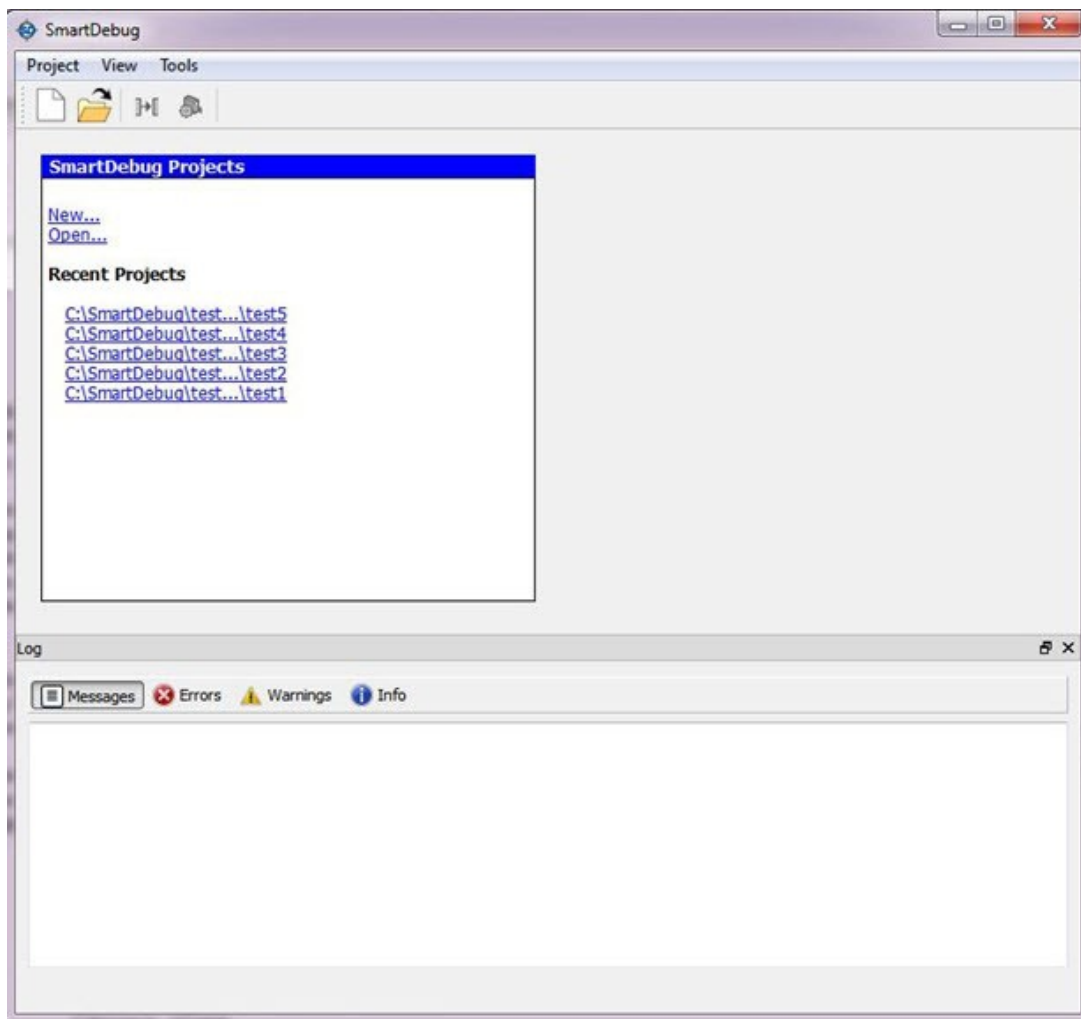 SmartDebug
Project View Tools
SmartDebug Projects
New...
Open...
Recent Projects
C:\SmartDebug\test...\test5
C:\SmartDebug\test...\test4
C:\SmartDebug\test...\test3
C:\SmartDebug\test...\test2
C:\SmartDebug\test...\test1
Log
Messages Errors Warnings Info